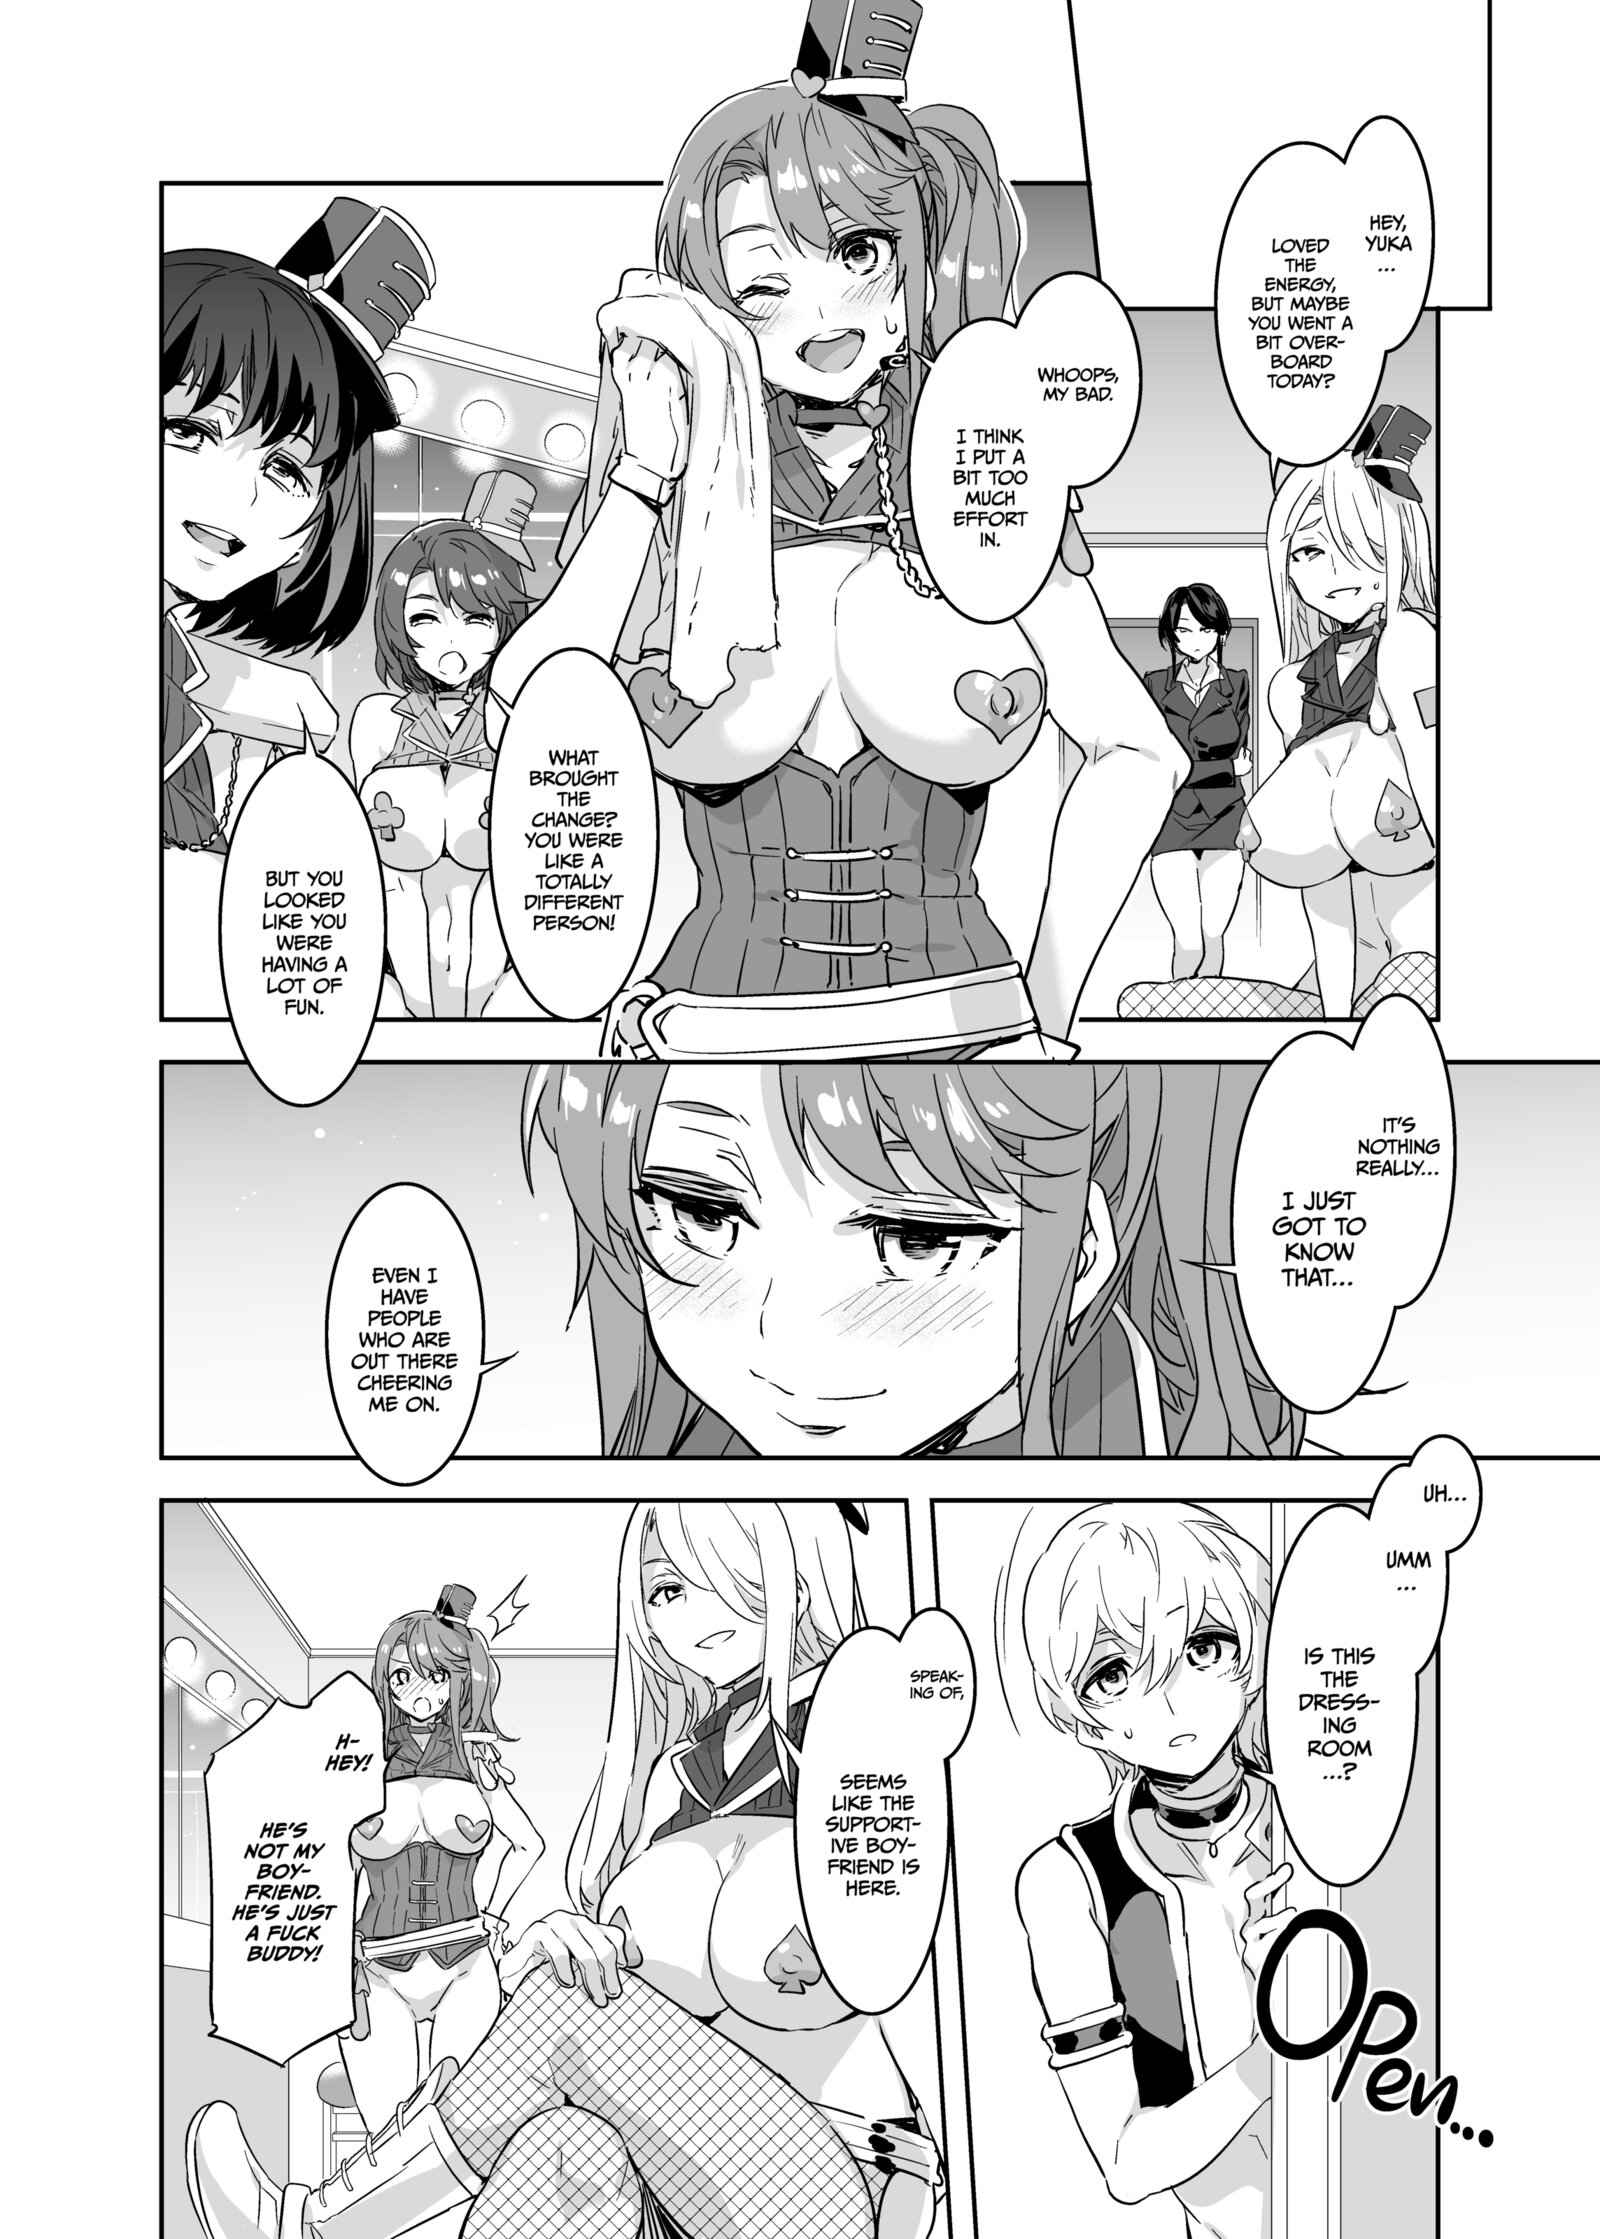 HEY,
YUKA
...
LOVED
THE
ENERGY,
BUT MAYBE
YOU WENT A
BIT OVER-
BOARD
TODAY?
WHOOPS,
MY BAD.
I THINK
I PUT A
BIT TOO
MUCH
EFFORT
IN.
WHAT
BROUGHT
THE
CHANGE?
YOU WERE
LIKE A
TOTALLY
DIFFERENT
PERSON!
BUT YOU
LOOKED
LIKE YOU
WERE
HAVING A
LOT OF
FUN.
IT'S
NOTHING
REALLY...
I JUST
GOT TO
KNOW
THAT...
EVEN I
HAVE
PEOPLE
WHO ARE
OUT THERE
CHEERING
ME ON.
UH...
UMM
...
IS THIS
THE
DRESS-
ING
ROOM
...?
OPEN...
SPEAK-
ING OF,
SEEMS
LIKE THE
SUPPORT-
IVE BOY-
FRIEND IS
HERE.
H-
HEY!
HE'S
NOT MY
BOY-
FRIEND.
HE'S JUST
A FUCK
BUDDY!